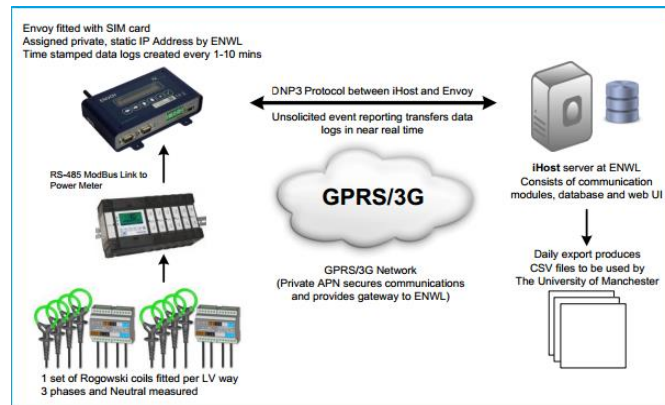 Envoy fitted with SIM card
Assigned private, static IP Address by ENWL
Time stamped data logs created every 1-10 mins
DNP3 Protocol between iHost and Envoy
Unsolicited event reporting transfers data
logs in near real time
RS-485 ModBus Link to
Power Meter
GPRS/3G
iHost server at ENWL
Consists of communication
modules, database and web UI
GPRS/3G Network
(Private APN secures communications
and provides gateway to ENWL)
Daily export produces
CSV files to be used by
The University of Manchester
1 set of Rogowski coils fitted per LV way
3 phases and Neutral measured